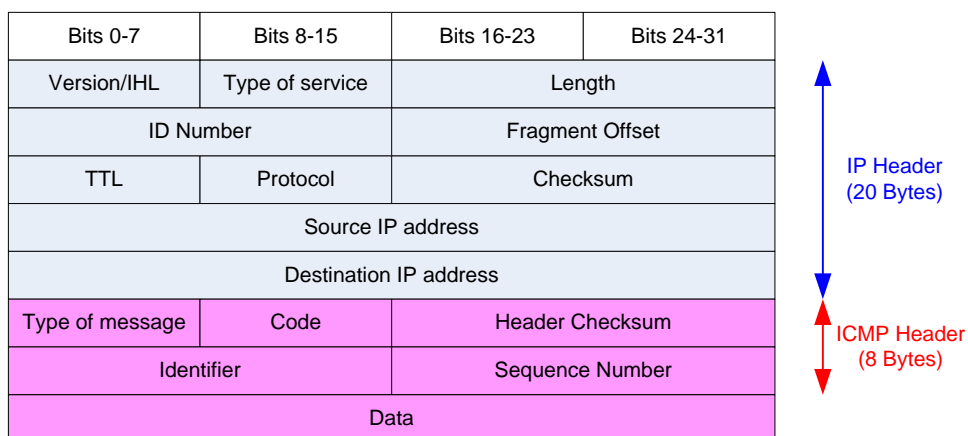 Bits 0-7 Bits 8-15 Bits 16-23 Bits 24-31
Version/IHL Type of service Length
ID Number Fragment Offset
TTL Protocol Checksum
Source IP address
Destination IP address
Type of message Code Header Checksum
Identifier Sequence Number
Data
IP Header
(20 Bytes)
ICMP Header
(8 Bytes)